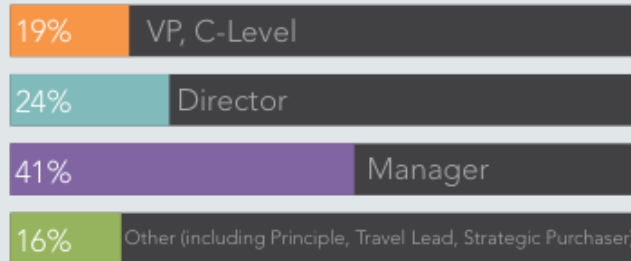 19% VP, C-Level
24% Director
41% Manager
16% Other (including Principle, Travel Lead, Strategic Purchaser)